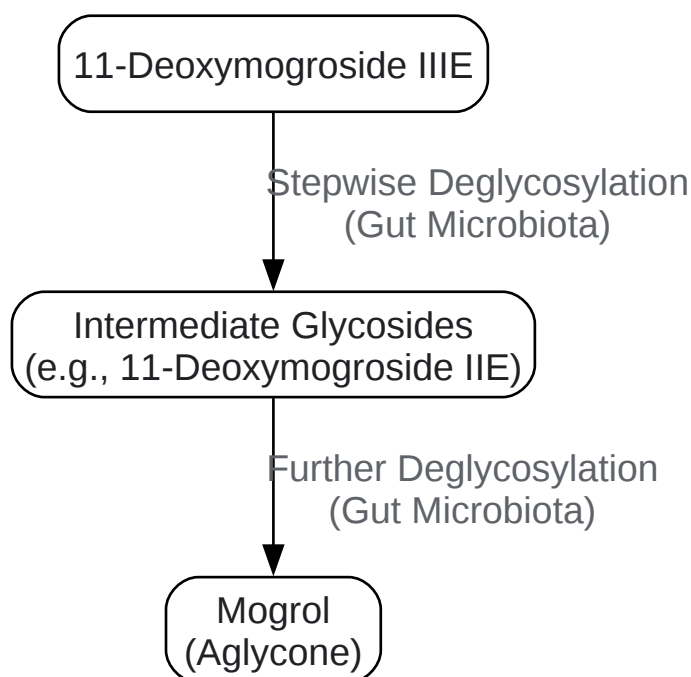 11-Deoxymogroside IIIE
Stepwise Deglycosylation
(Gut Microbiota)
Intermediate Glycosides
(e.g., 11-Deoxymogroside IIE)
Further Deglycosylation
(Gut Microbiota)
Mogrol
(Aglycone)